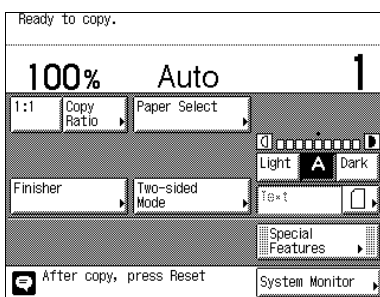 Ready to copy.
100% Auto 1
1:1 Copy Ratio Paper Select
Light A Dark
Finisher Two-sided Mode Text
Special Features
After copy, press Reset System Monitor